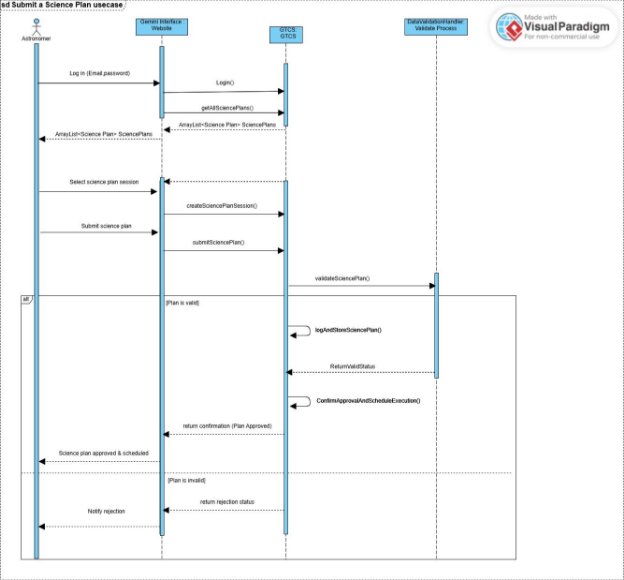 sd Submit a Science Plan usecase
Made with
VisualParadigm
For non-commercial use
Astronomer
Gemini Interface
Website
GTCS:
GTCS
DataValidationHandler:
Validate Process
Log in (Email,password)
Login()
getAllSciencePlans()
ArrayList<Science Plan> SciencePlans
ArrayList<Science Plan> SciencePlans
Select science plan session
createSciencePlanSession()
Submit science plan
submitSciencePlan()
validateSciencePlan()
alt
[Plan is valid]
logAndStoreSciencePlan()
ReturnValidStatus
ConfirmApprovalAndScheduleExecution()
return confirmation (Plan Approved)
Science plan approved & scheduled
[Plan is invalid]
return rejection status
Notify rejection